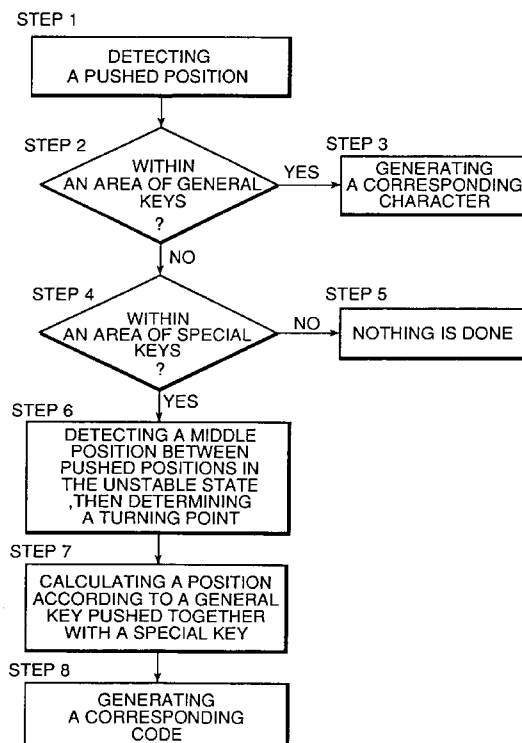 STEP 1
DETECTING
A PUSHED POSITION
STEP 2
WITHIN
AN AREA OF GENERAL
KEYS
?
YES
STEP 3
GENERATING
A CORRESPONDING
CHARACTER
NO
STEP 4
WITHIN
AN AREA OF SPECIAL
KEYS
?
NO
STEP 5
NOTHING IS DONE
YES
STEP 6
DETECTING A MIDDLE
POSITION BETWEEN
PUSHED POSITIONS IN
THE UNSTABLE STATE
,THEN DETERMINING
A TURNING POINT
STEP 7
CALCULATING A POSITION
ACCORDING TO A GENERAL
KEY PUSHED TOGETHER
WITH A SPECIAL KEY
STEP 8
GENERATING
A CORRESPONDING
CODE